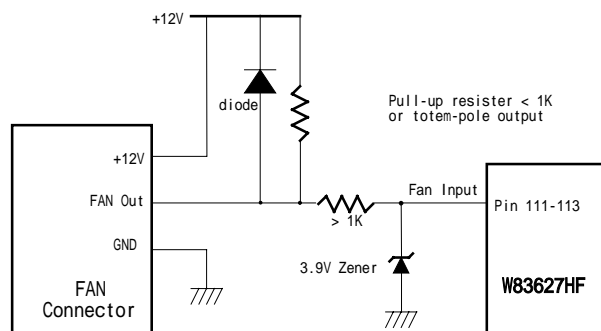 +12V
diode
Pull-up resister < 1K
or totem-pole output
+12V
FAN Out
Fan Input
Pin 111-113
> 1K
GND
3.9V Zener
W83627HF
FAN
Connector